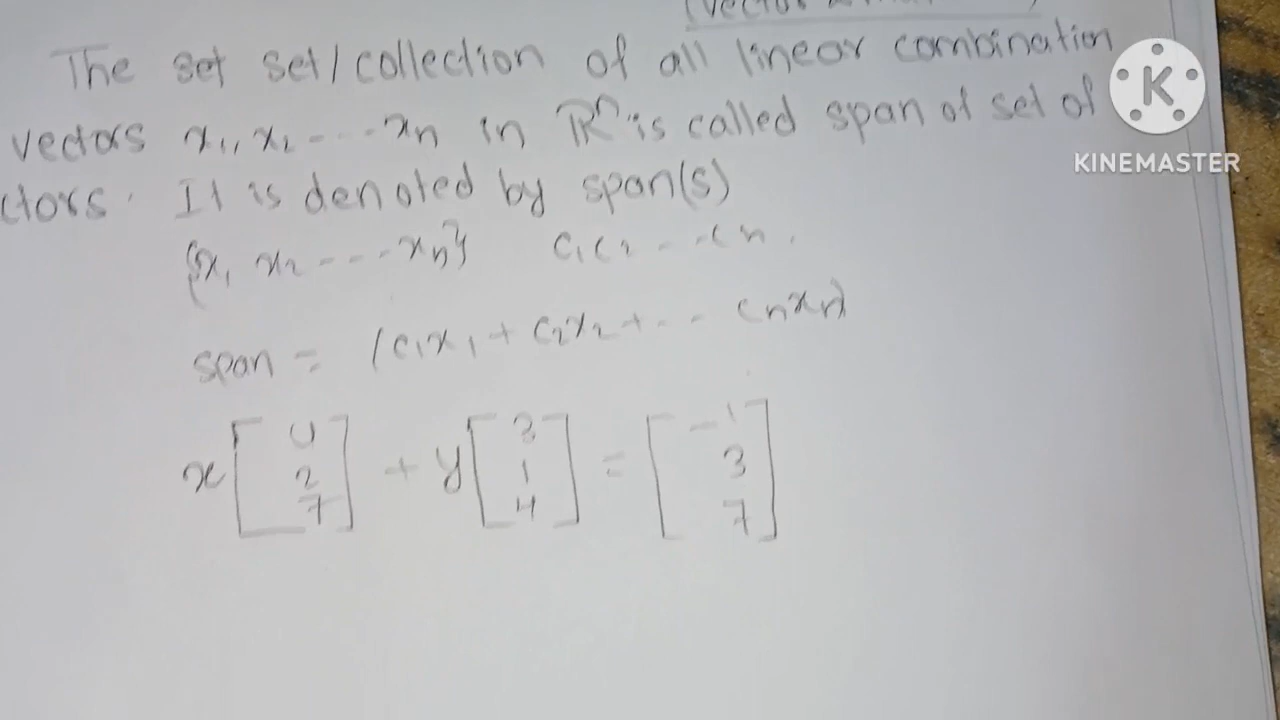 (Vector
The set set/collection of all linear combination
vectors x₁, x₂ ---- xn in ℝⁿ is called span of set of
ctors. It is denoted by span(s)
{x₁ x₂ ---- xn} c₁ c₂ --- cn.
span = (c₁x₁ + c₂x₂ + -- cnxn)
x [4 2 7] + y [3 1 4] = [-1 3 7]
KINEMASTER